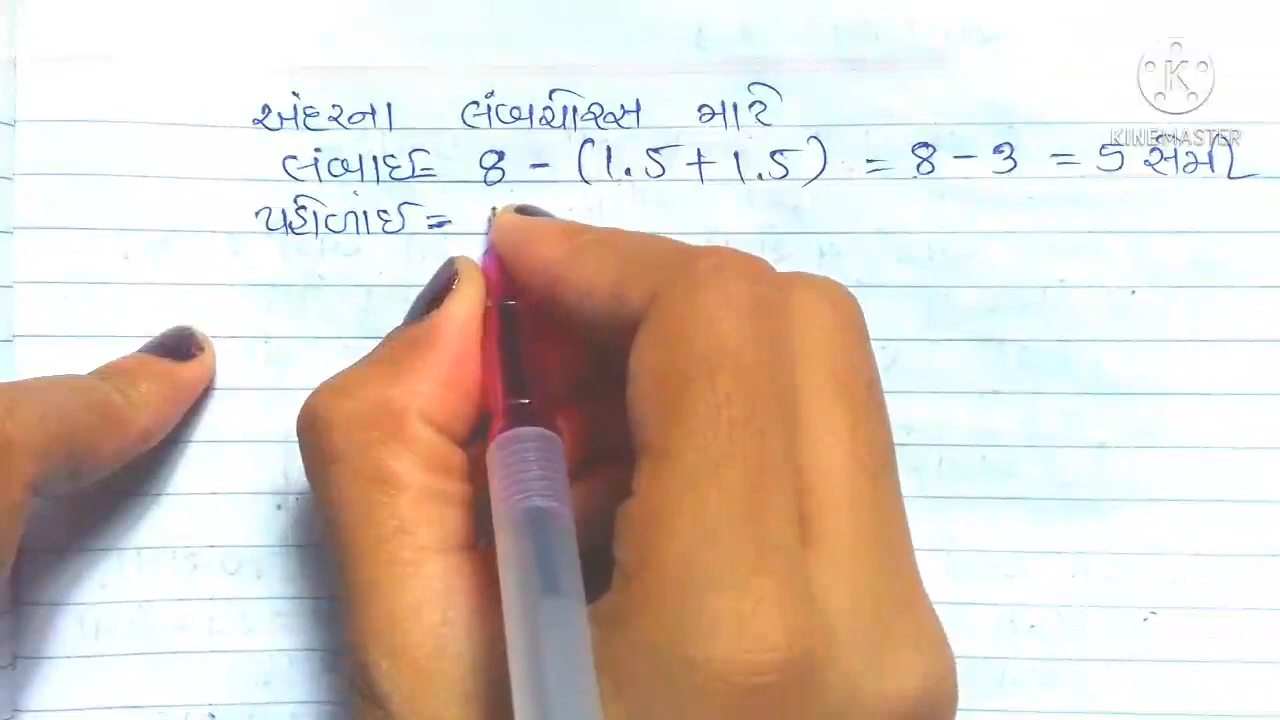 અંદરના લંબચોરસ માટે
લંબાઈ = 8 - (1.5 + 1.5) = 8 - 3 = 5 સેમી
પહોળાઈ =
KINEMASTER